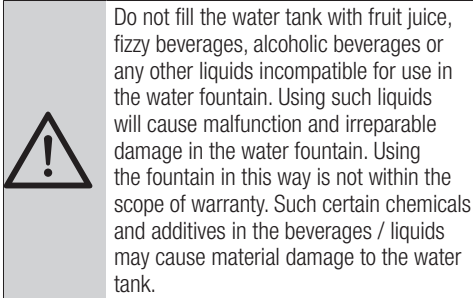 Do not fill the water tank with fruit juice,
fizzy beverages, alcoholic beverages or
any other liquids incompatible for use in
the water fountain. Using such liquids
will cause malfunction and irreparable
damage in the water fountain. Using
the fountain in this way is not within the
scope of warranty. Such certain chemicals
and additives in the beverages / liquids
may cause material damage to the water
tank.